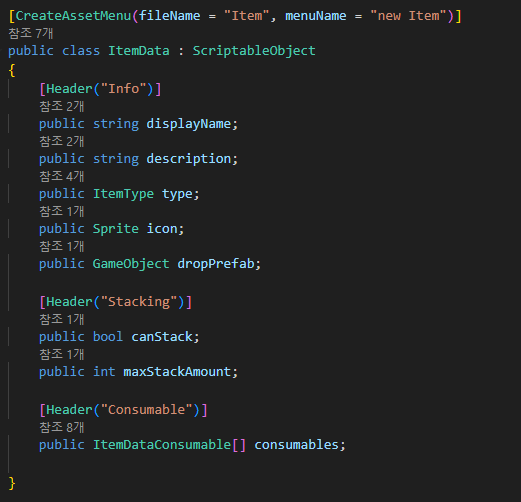 [CreateAssetMenu(fileName = "Item", menuName = "new Item")]
참조 7개
public class ItemData : ScriptableObject
{
[Header("Info")]
참조 2개
public string displayName;
참조 2개
public string description;
참조 4개
public ItemType type;
참조 1개
public Sprite icon;
참조 1개
public GameObject dropPrefab;
[Header("Stacking")]
참조 1개
public bool canStack;
참조 1개
public int maxStackAmount;
[Header("Consumable")]
참조 8개
public ItemDataConsumable[] consumables;
}